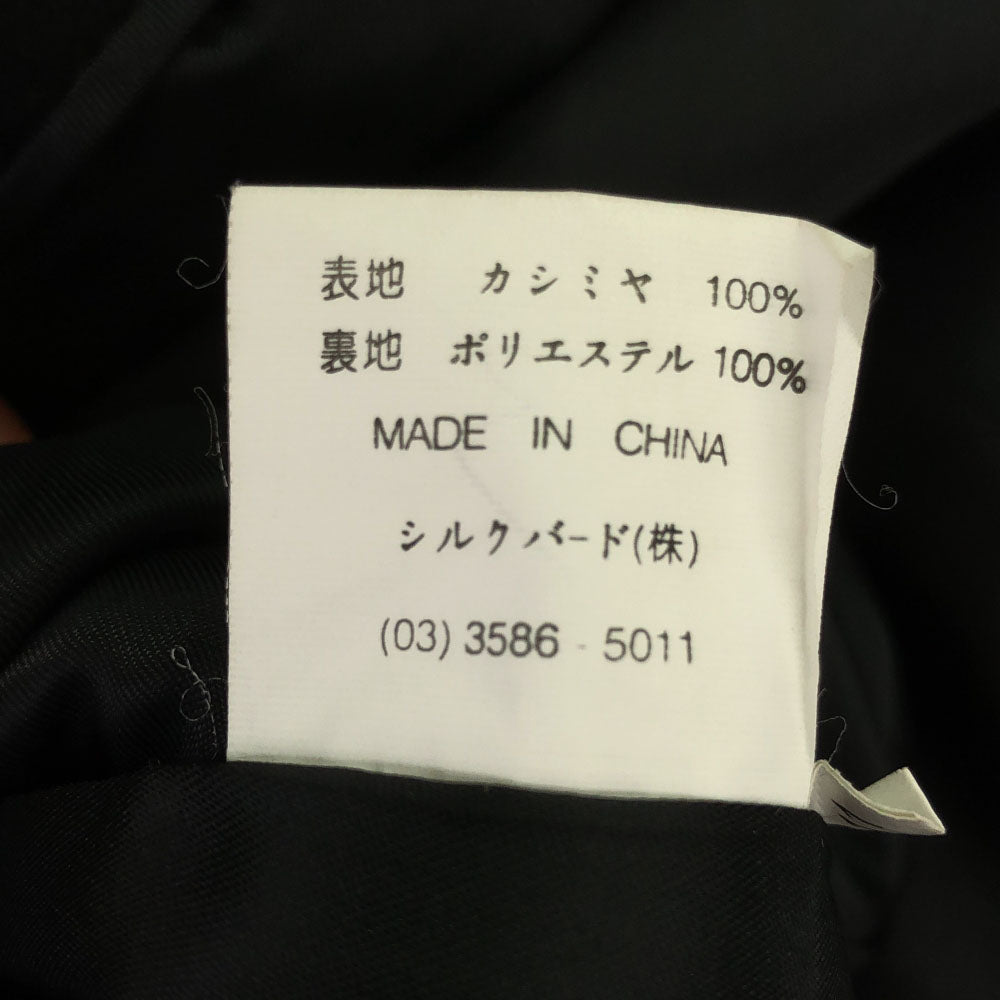 表地 カシミヤ 100%
裏地 ポリエステル 100%
MADE IN CHINA
シルクバード(株)
(03) 3586-5011